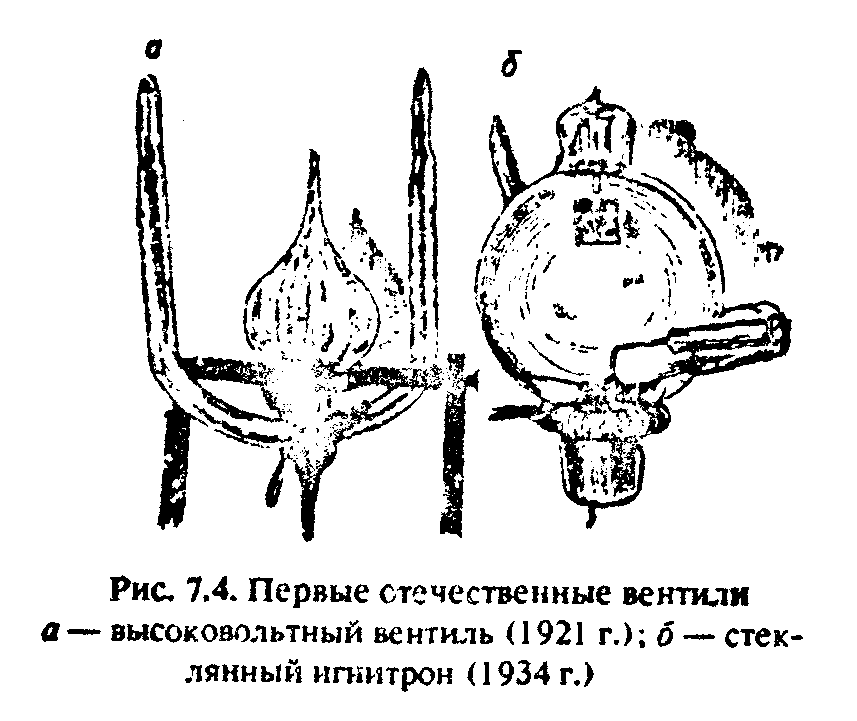 а
б
Рис. 7.4. Первые отечественные вентили
а — высоковольтный вентиль (1921 г.); б — стек-
лянный игнитрон (1934 г.)